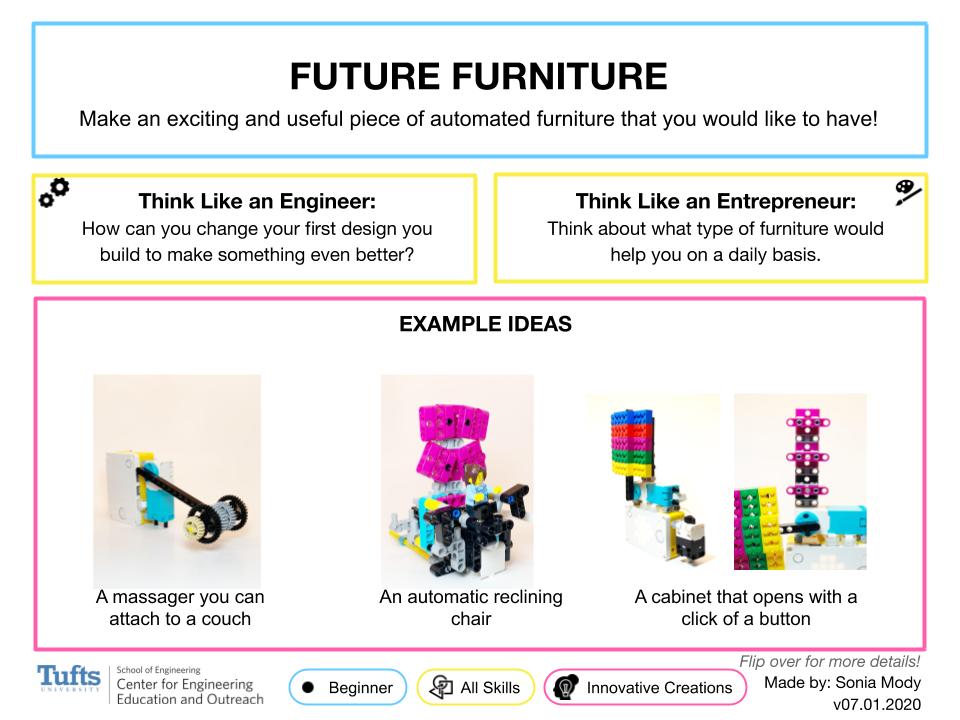 FUTURE FURNITURE
Make an exciting and useful piece of automated furniture that you would like to have!
Think Like an Engineer:
How can you change your first design you
build to make something even better?
Think Like an Entrepreneur:
Think about what type of furniture would
help you on a daily basis.
EXAMPLE IDEAS
A massager you can
attach to a couch
An automatic reclining
chair
A cabinet that opens with a
click of a button
Tufts
UNIVERSITY
School of Engineering
Center for Engineering
Education and Outreach
Beginner
All Skills
Innovative Creations
Flip over for more details!
Made by: Sonia Mody
v07.01.2020